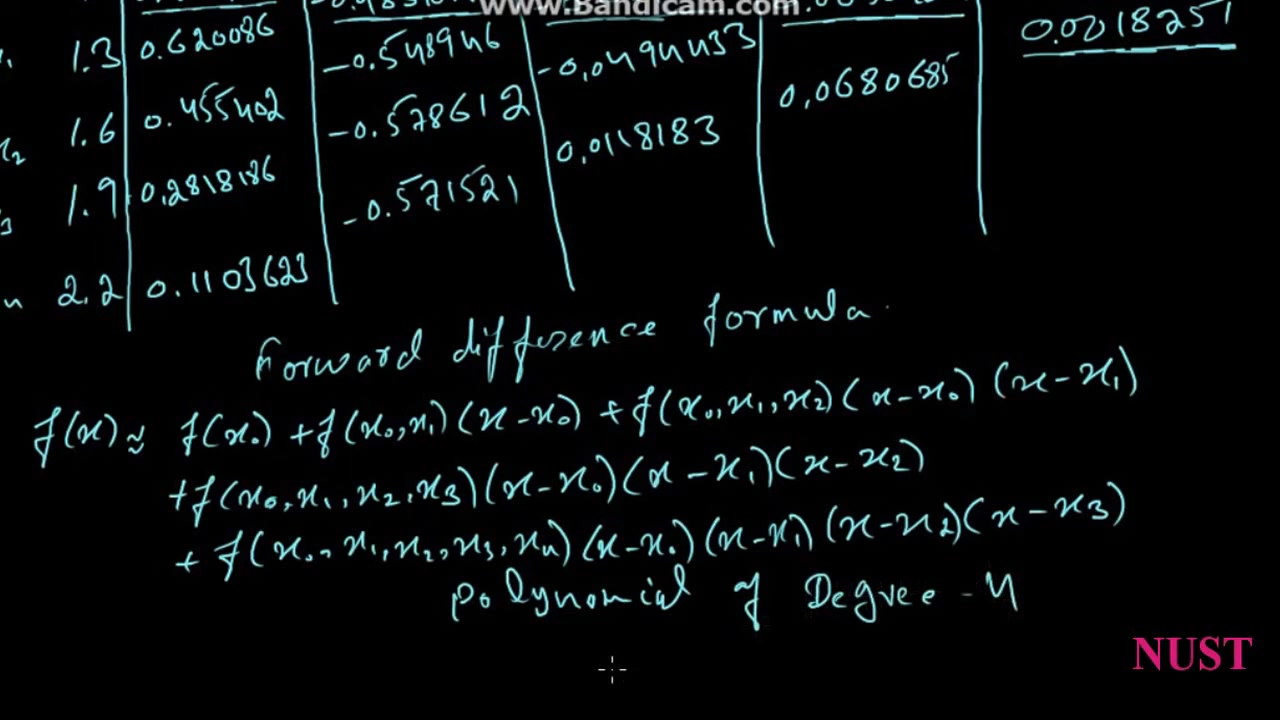 www.Bandicam.com
1.3 0.620086 -0.548946 -0.0494433 0.0018251
1.6 0.455402 -0.578612 0.0118183 0.0680685
1.9 0.2818186 -0.571521
2.2 0.1103623
Forward difference formula.
f(x) ≈ f(x₀) + f(x₀,x₁)(x-x₀) + f(x₀,x₁,x₂)(x-x₀)(x-x₁)
+ f(x₀,x₁,x₂,x₃)(x-x₀)(x-x₁)(x-x₂)
+ f(x₀,x₁,x₂,x₃,x₄)(x-x₀)(x-x₁)(x-x₂)(x-x₃)
polynomial of Degree - 4
NUST